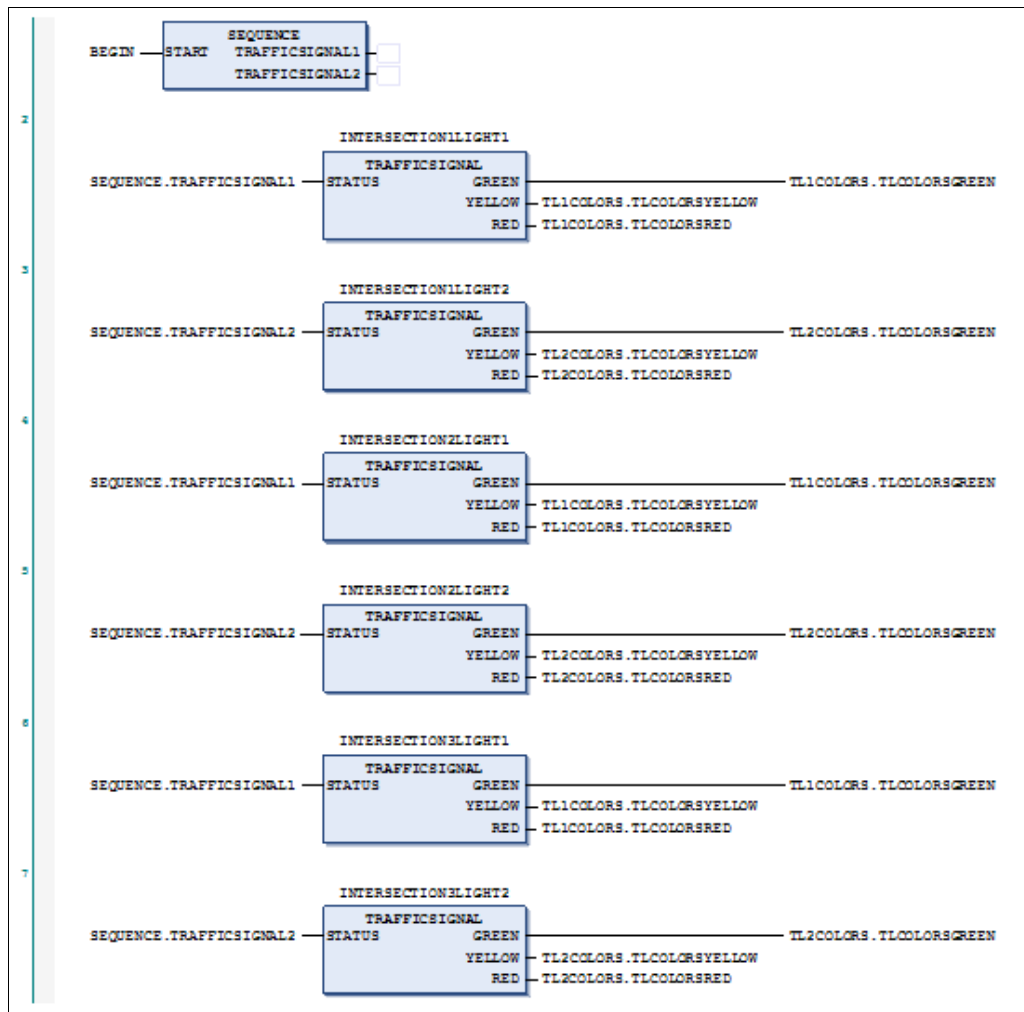 SEQUENCE
BEGIN START TRAFFICSIGNAL1
TRAFFICSIGNAL2
2
INTERSECTION1LIGHT1
TRAFFICSIGNAL
SEQUENCE.TRAFFICSIGNAL1 STATUS GREEN TL1COLORS.TLCOLORSGREEN
YELLOW TL1COLORS.TLCOLORSYELLOW
RED TL1COLORS.TLCOLORSRED
3
INTERSECTION1LIGHT2
TRAFFICSIGNAL
SEQUENCE.TRAFFICSIGNAL2 STATUS GREEN TL2COLORS.TLCOLORSGREEN
YELLOW TL2COLORS.TLCOLORSYELLOW
RED TL2COLORS.TLCOLORSRED
4
INTERSECTION2LIGHT1
TRAFFICSIGNAL
SEQUENCE.TRAFFICSIGNAL1 STATUS GREEN TL1COLORS.TLCOLORSGREEN
YELLOW TL1COLORS.TLCOLORSYELLOW
RED TL1COLORS.TLCOLORSRED
5
INTERSECTION2LIGHT2
TRAFFICSIGNAL
SEQUENCE.TRAFFICSIGNAL2 STATUS GREEN TL2COLORS.TLCOLORSGREEN
YELLOW TL2COLORS.TLCOLORSYELLOW
RED TL2COLORS.TLCOLORSRED
6
INTERSECTION3LIGHT1
TRAFFICSIGNAL
SEQUENCE.TRAFFICSIGNAL1 STATUS GREEN TL1COLORS.TLCOLORSGREEN
YELLOW TL1COLORS.TLCOLORSYELLOW
RED TL1COLORS.TLCOLORSRED
7
INTERSECTION3LIGHT2
TRAFFICSIGNAL
SEQUENCE.TRAFFICSIGNAL2 STATUS GREEN TL2COLORS.TLCOLORSGREEN
YELLOW TL2COLORS.TLCOLORSYELLOW
RED TL2COLORS.TLCOLORSRED